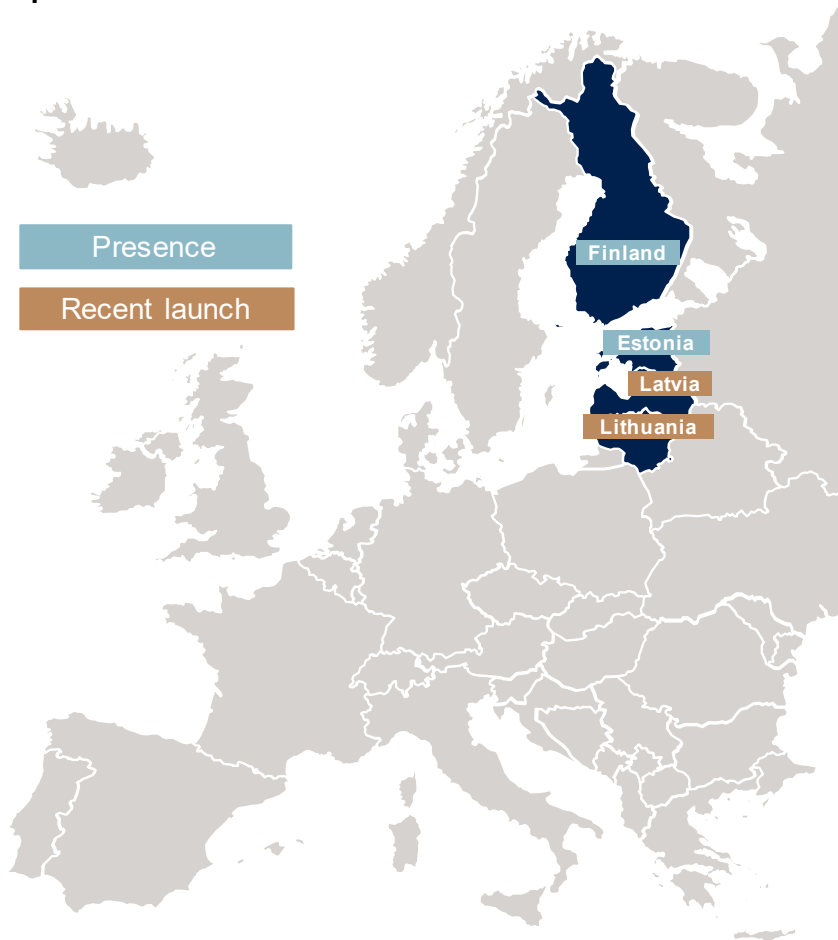 Presence
Recent launch
Finland
Estonia
Latvia
Lithuania